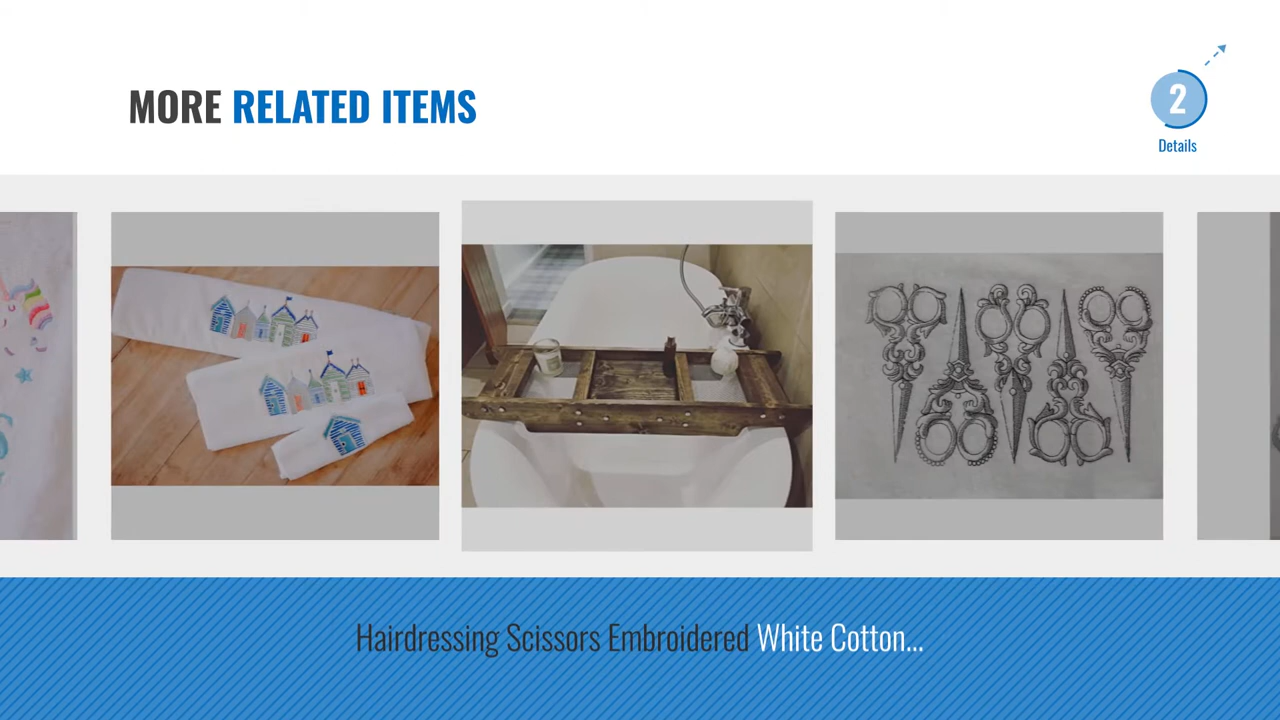 MORE RELATED ITEMS
2
Details
Hairdressing Scissors Embroidered White Cotton...